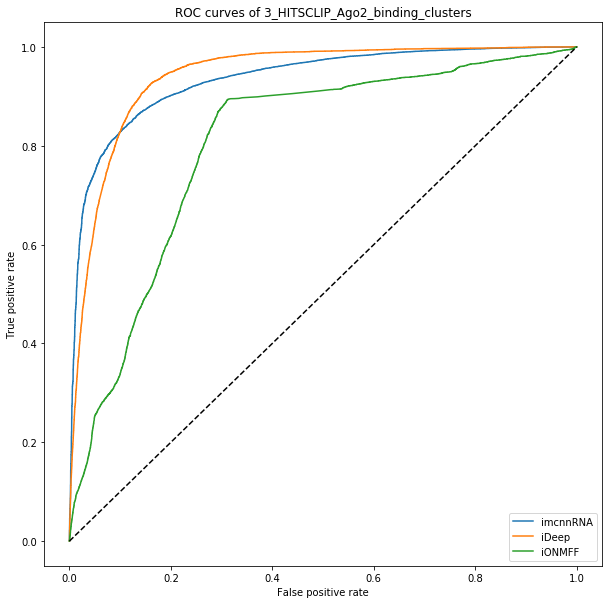 ROC curves of 3_HITSCLIP_Ago2_binding_clusters
1.0
0.8
0.6
0.4
0.2
0.0
True positive rate
0.0 0.2 0.4 0.6 0.8 1.0
False positive rate
imcnnRNA
iDeep
iONMFF